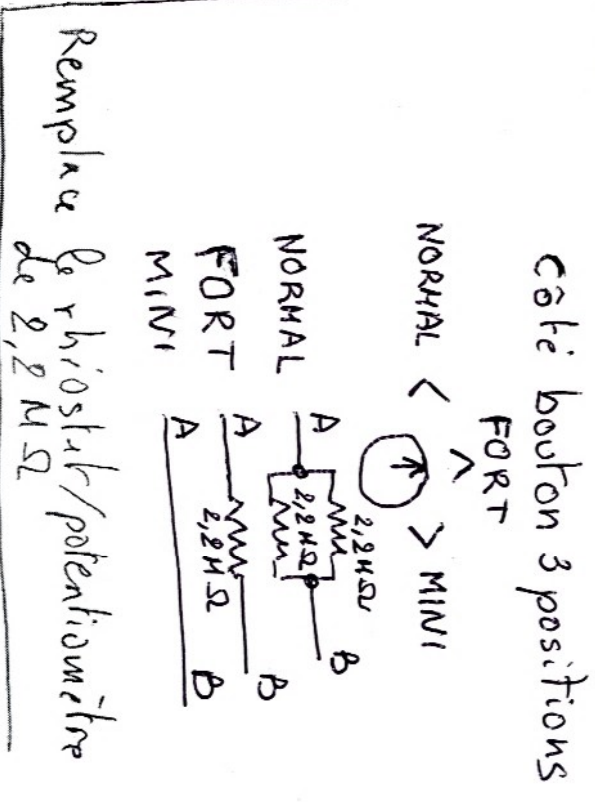 Côté bouton 3 positions
FORT
^
NORMAL < > MINI
2,2MΩ
NORMAL A 2,2MΩ B
FORT A 2,2MΩ B
MINI A B
Remplace le rhiostat/potentiomètre
de 2,2 MΩ